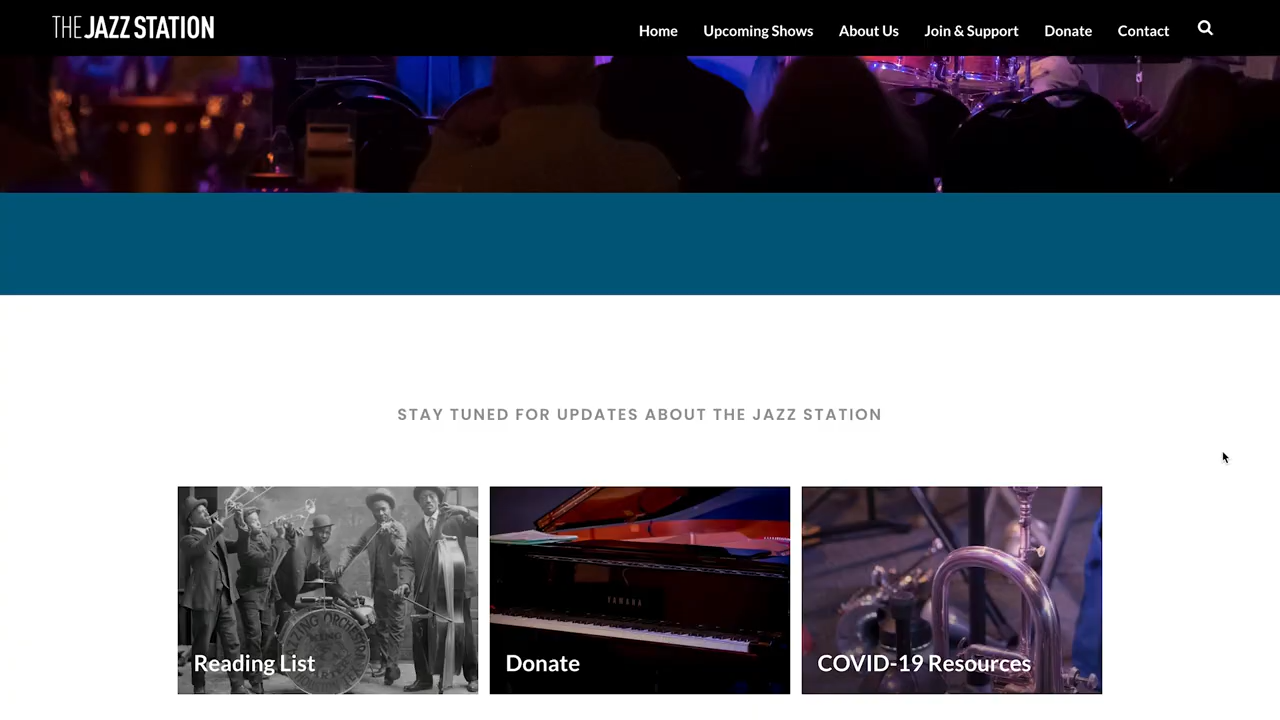 THE JAZZ STATION
Home Upcoming Shows About Us Join & Support Donate Contact
STAY TUNED FOR UPDATES ABOUT THE JAZZ STATION
YAMAHA
Reading List
Donate
COVID-19 Resources